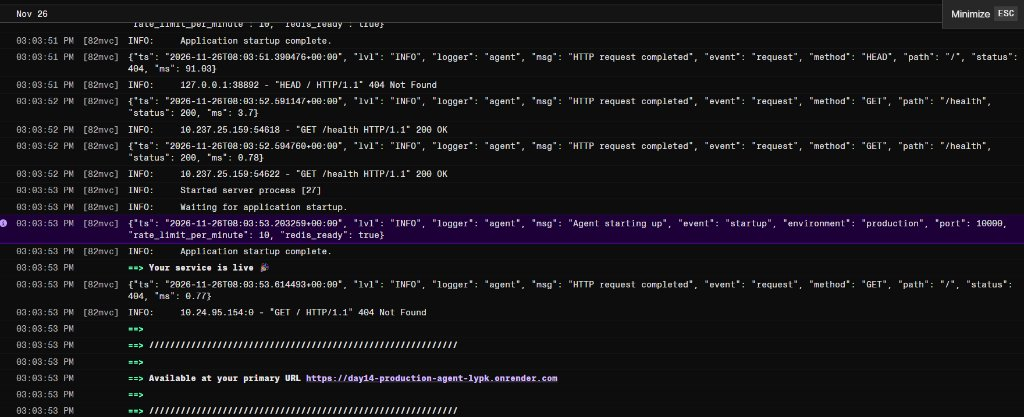 Nov 26
Minimize ESC
"rate_limit_per_minute": 10, "redis_ready": true}
03:03:51 PM [82mvc] INFO: Application startup complete.
03:03:51 PM [82mvc] {"ts": "2026-11-26T08:03:51.390476+00:00", "lvl": "INFO", "logger": "agent", "msg": "HTTP request completed", "event": "request", "method": "HEAD", "path": "/", "status":
404, "ms": 91.03}
03:03:51 PM [82mvc] INFO: 127.0.0.1:38892 - "HEAD / HTTP/1.1" 404 Not Found
03:03:52 PM [82mvc] {"ts": "2026-11-26T08:03:52.591147+00:00", "lvl": "INFO", "logger": "agent", "msg": "HTTP request completed", "event": "request", "method": "GET", "path": "/health",
"status": 200, "ms": 3.7}
03:03:52 PM [82mvc] INFO: 10.237.25.159:54618 - "GET /health HTTP/1.1" 200 OK
03:03:52 PM [82mvc] {"ts": "2026-11-26T08:03:52.594760+00:00", "lvl": "INFO", "logger": "agent", "msg": "HTTP request completed", "event": "request", "method": "GET", "path": "/health",
"status": 200, "ms": 0.78}
03:03:52 PM [82mvc] INFO: 10.237.25.159:54622 - "GET /health HTTP/1.1" 200 OK
03:03:53 PM [82mvc] INFO: Started server process [27]
03:03:53 PM [82mvc] INFO: Waiting for application startup.
03:03:53 PM [82mvc] {"ts": "2026-11-26T08:03:53.203259+00:00", "lvl": "INFO", "logger": "agent", "msg": "Agent starting up", "event": "startup", "environment": "production", "port": 10000,
"rate_limit_per_minute": 10, "redis_ready": true}
03:03:53 PM [82mvc] INFO: Application startup complete.
03:03:53 PM ==> Your service is live 🎉
03:03:53 PM [82mvc] {"ts": "2026-11-26T08:03:53.614493+00:00", "lvl": "INFO", "logger": "agent", "msg": "HTTP request completed", "event": "request", "method": "GET", "path": "/", "status":
404, "ms": 0.77}
03:03:53 PM [82mvc] INFO: 10.24.95.154:0 - "GET / HTTP/1.1" 404 Not Found
03:03:53 PM ==>
03:03:53 PM ==> ///////////////////////////////////////////////////////////
03:03:53 PM ==>
03:03:53 PM ==> Available at your primary URL https://day14-production-agent-lypk.onrender.com
03:03:53 PM ==>
03:03:53 PM ==> ///////////////////////////////////////////////////////////